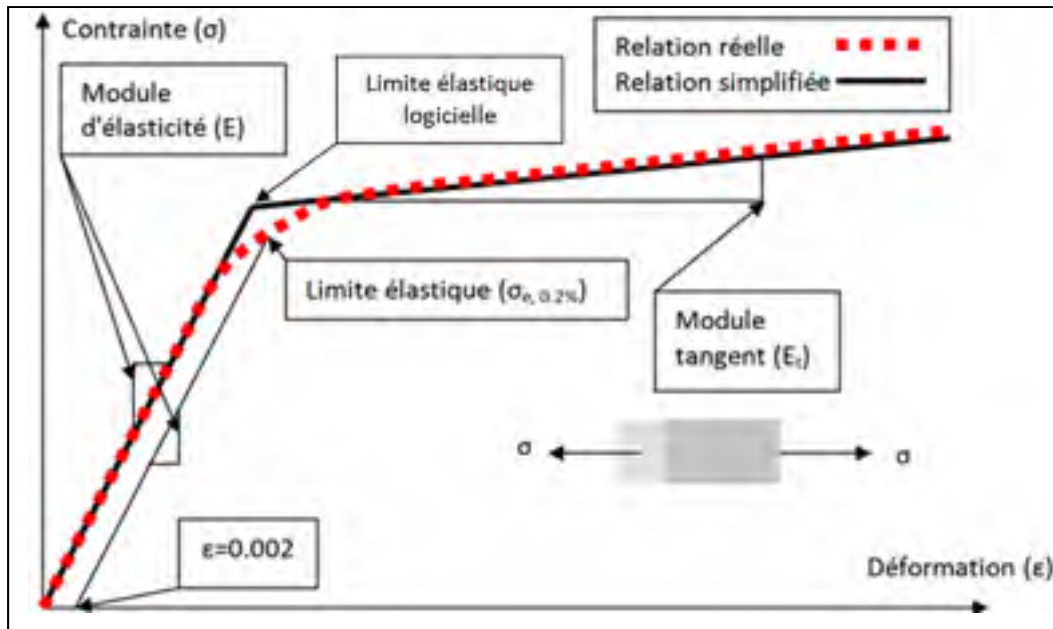 Contrainte (σ)
Relation réelle
Relation simplifiée
Module
d'élasticité (E)
Limite élastique
logicielle
Limite élastique (σe, 0.2%)
Module
tangent (Et)
σ
σ
ε=0.002
Déformation (ε)